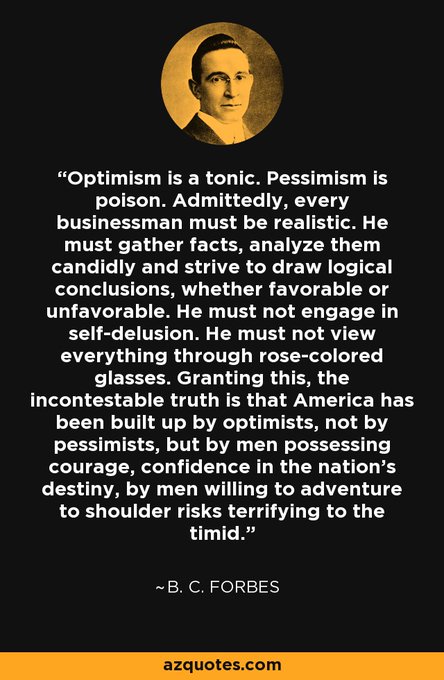 “Optimism is a tonic. Pessimism is
poison. Admittedly, every
businessman must be realistic. He
must gather facts, analyze them
candidly and strive to draw logical
conclusions, whether favorable or
unfavorable. He must not engage in
self-delusion. He must not view
everything through rose-colored
glasses. Granting this, the
incontestable truth is that America has
been built up by optimists, not by
pessimists, but by men possessing
courage, confidence in the nation's
destiny, by men willing to adventure
to shoulder risks terrifying to the
timid.”
~B. C. FORBES
azquotes.com